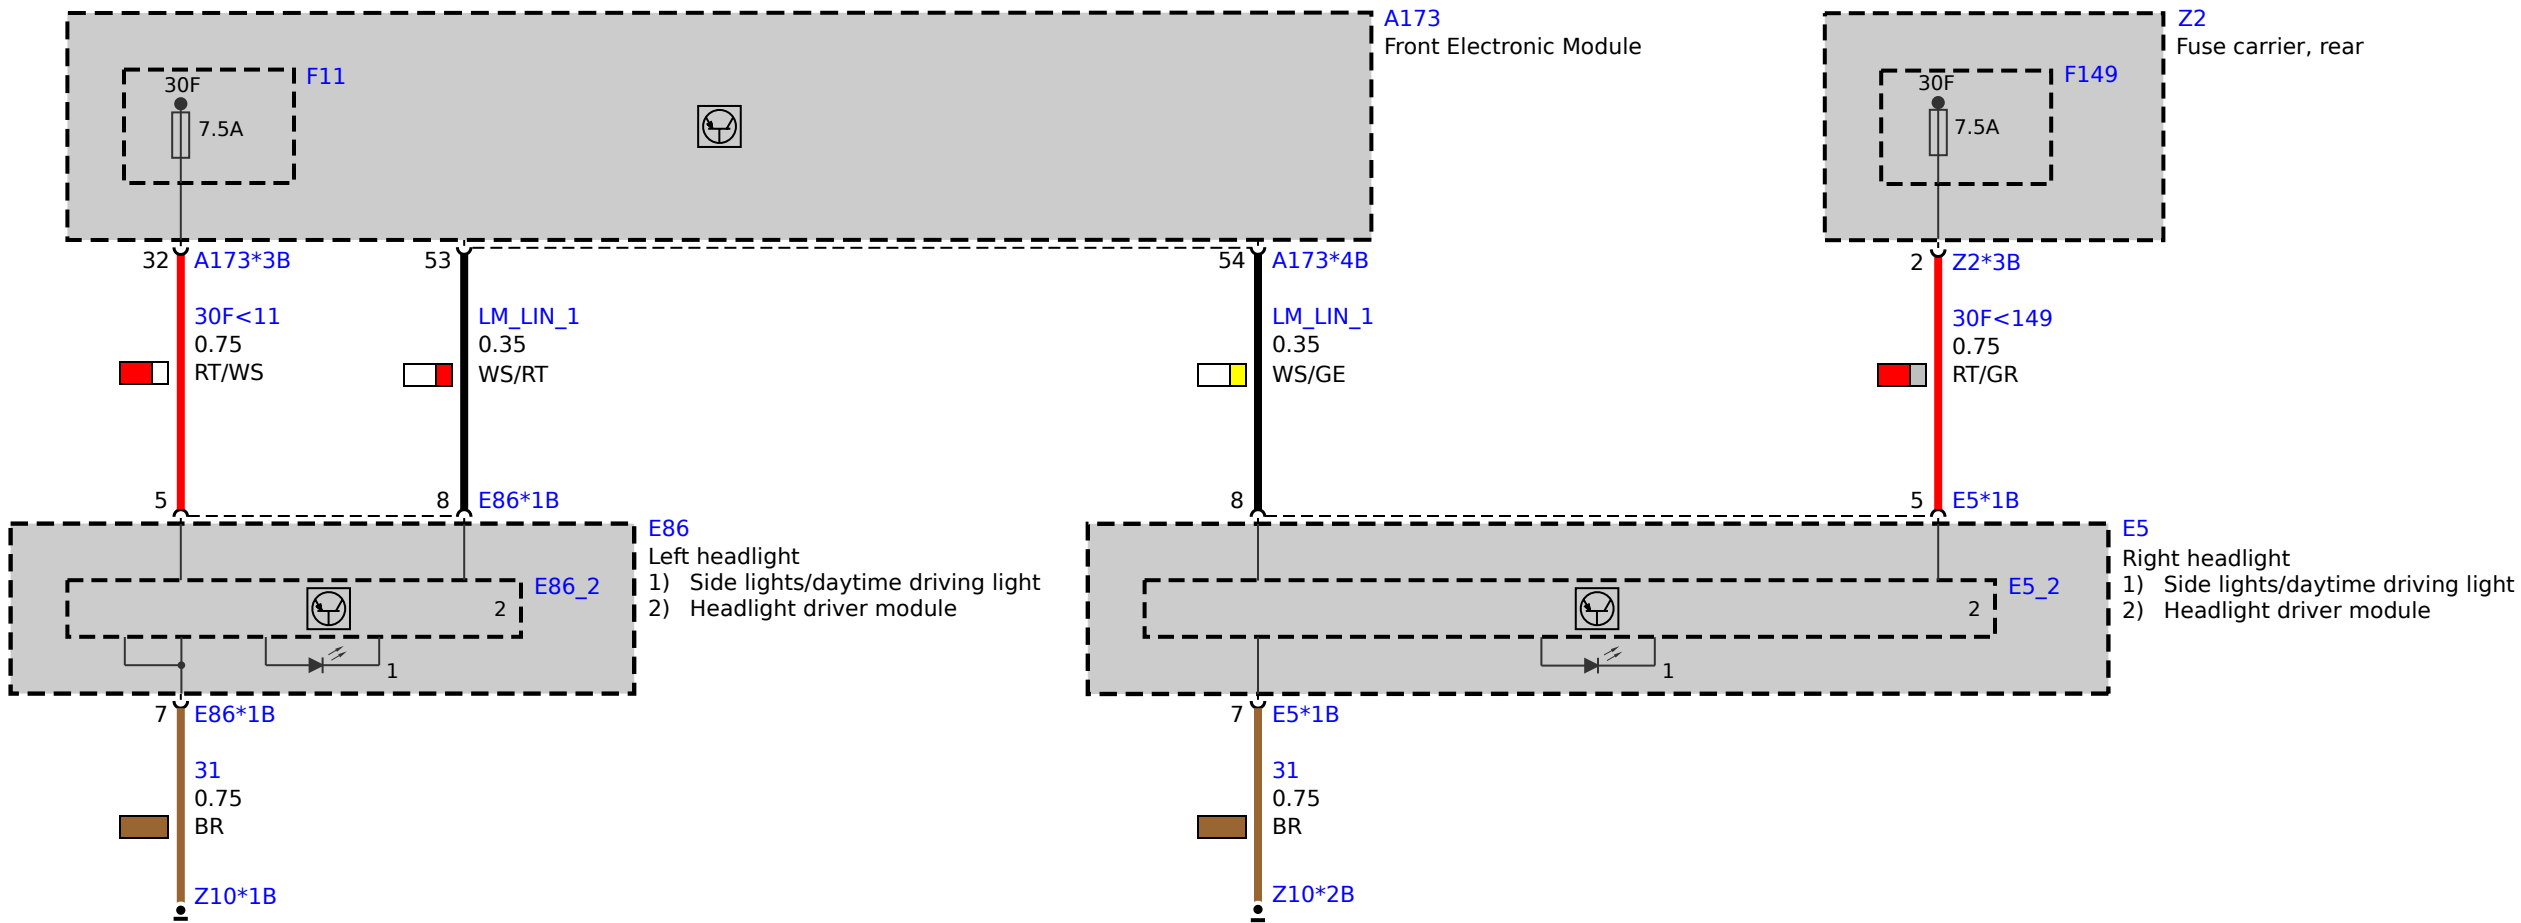 A173
Front Electronic Module
Z2
Fuse carrier, rear
30F
F11
7.5A
30F
F149
7.5A
32 A173*3B
53
54 A173*4B
2 Z2*3B
30F<11
0.75
RT/WS
LM_LIN_1
0.35
WS/RT
LM_LIN_1
0.35
WS/GE
30F<149
0.75
RT/GR
5
8 E86*1B
8
5 E5*1B
E86
Left headlight
1) Side lights/daytime driving light
2) Headlight driver module
E86_2
2
1
E5
Right headlight
1) Side lights/daytime driving light
2) Headlight driver module
E5_2
2
1
7 E86*1B
31
0.75
BR
Z10*1B
7 E5*1B
31
0.75
BR
Z10*2B